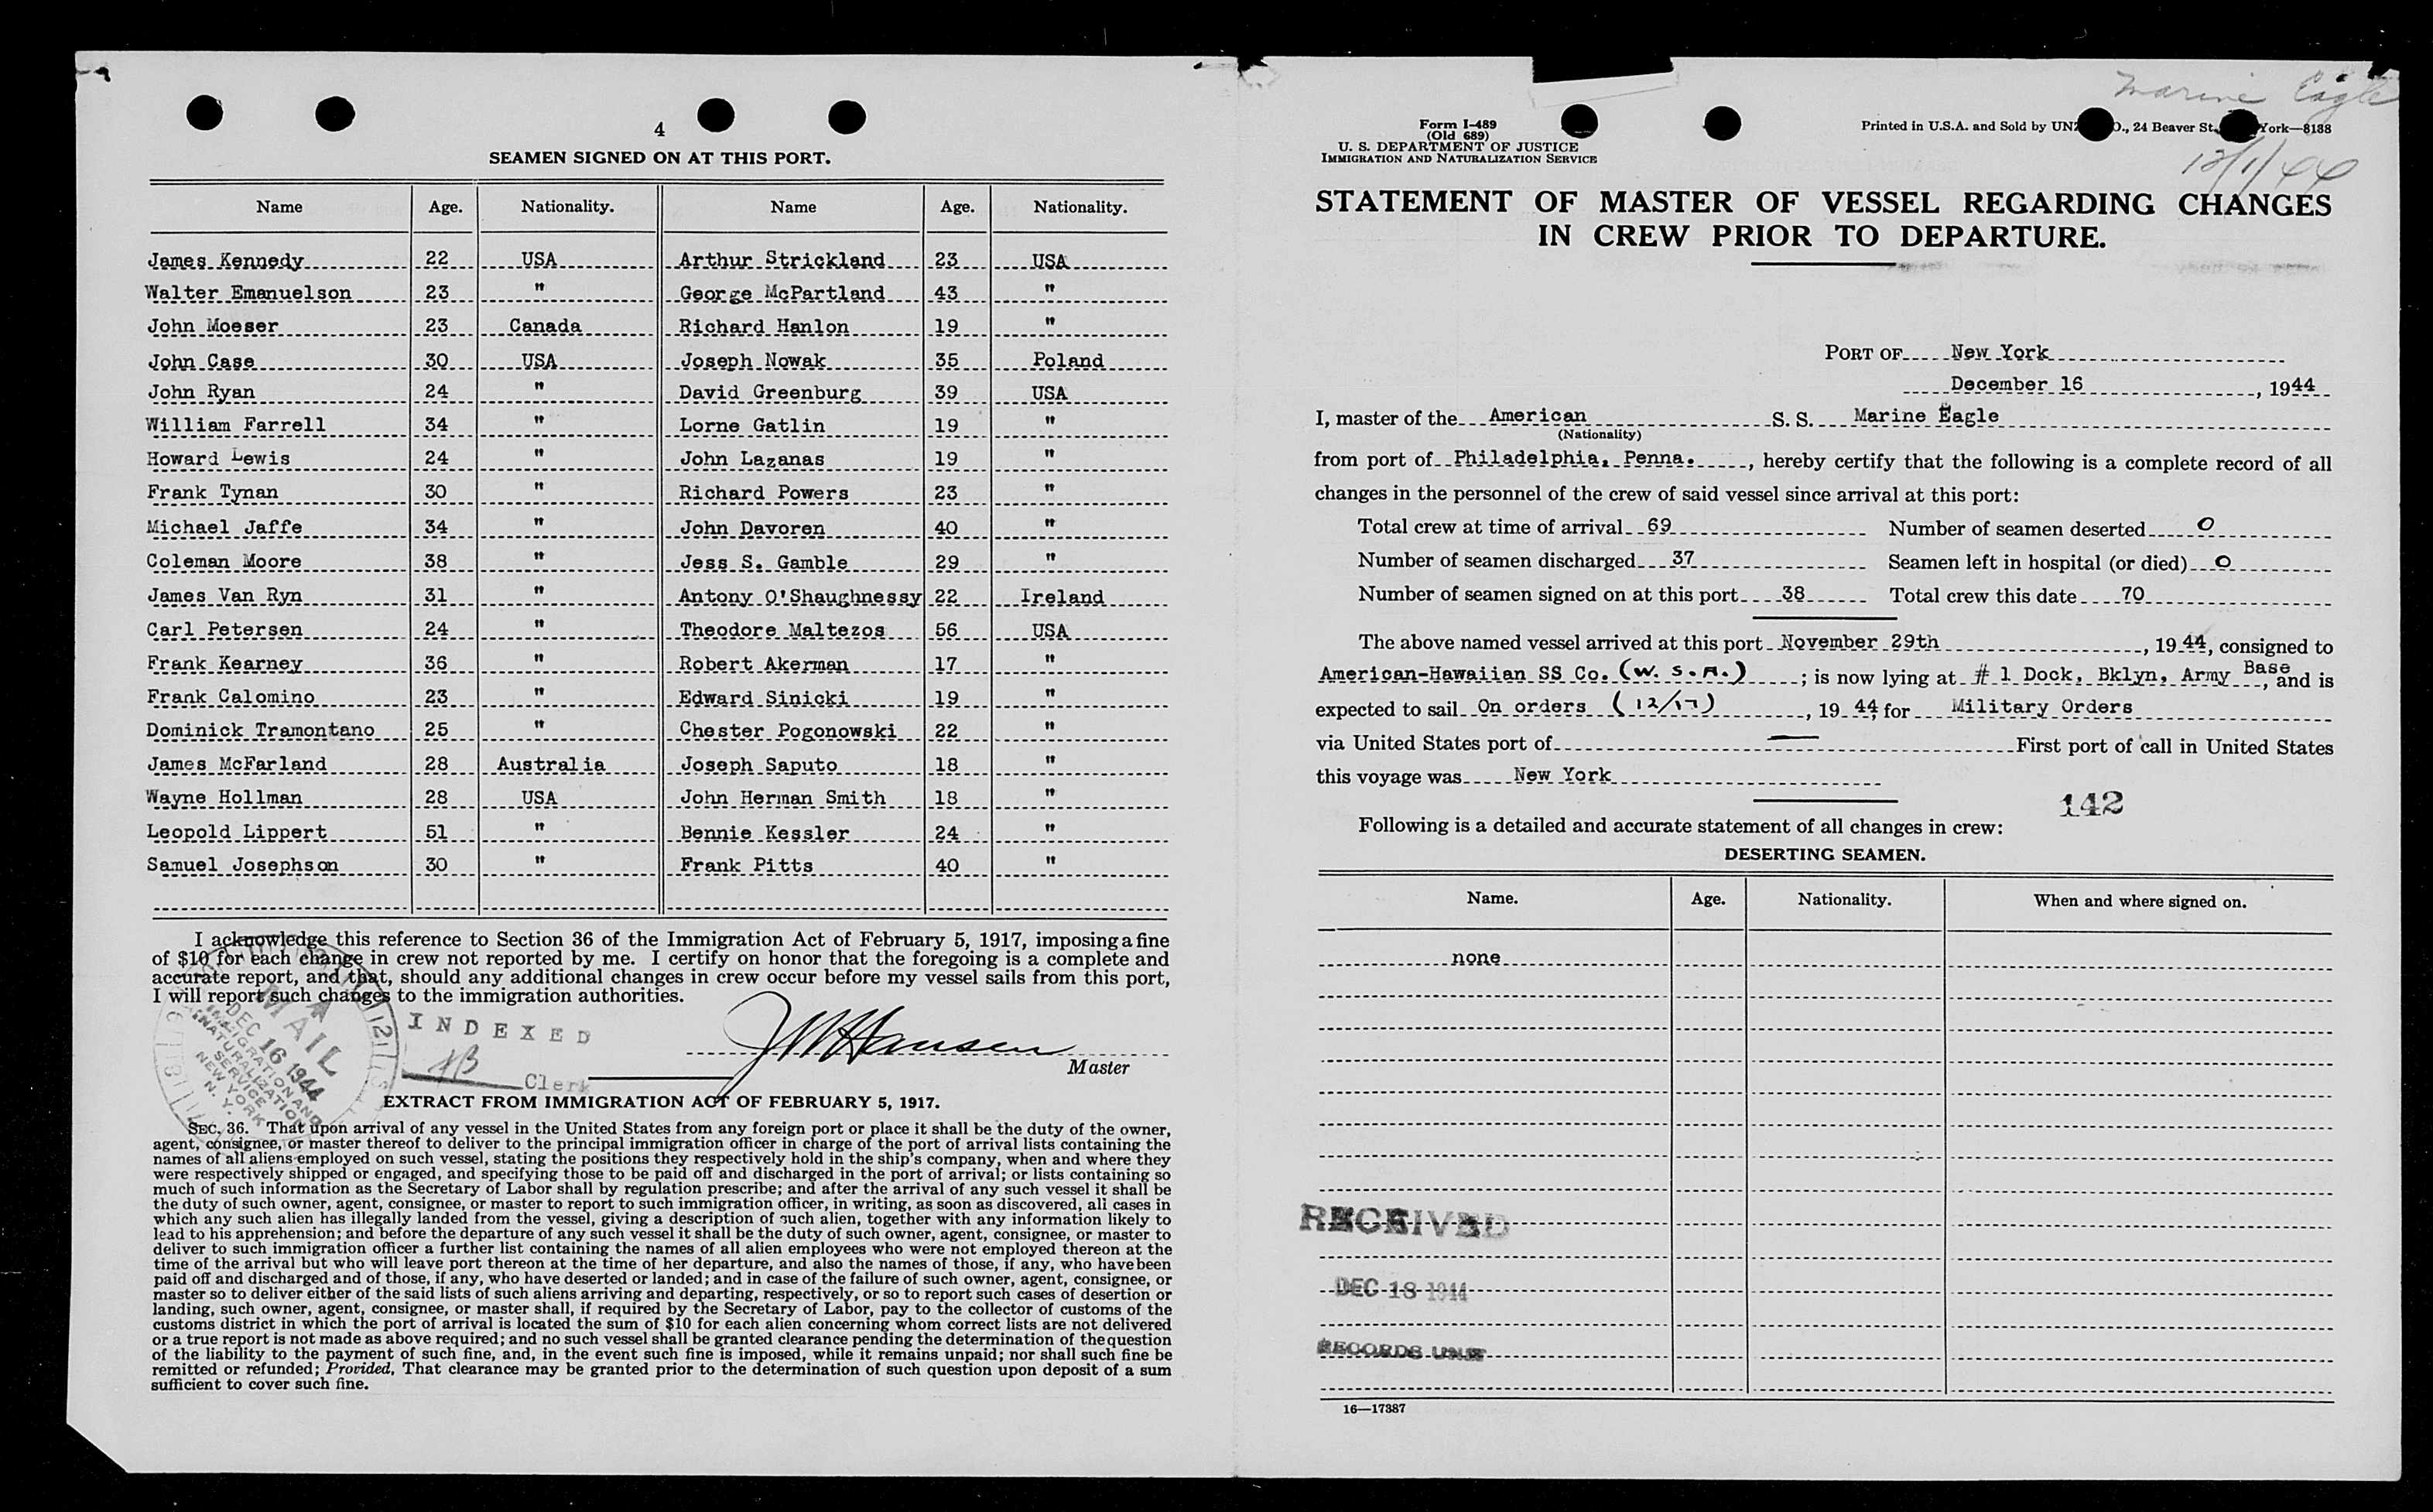 4
SEAMEN SIGNED ON AT THIS PORT.
Name Age. Nationality. Name Age. Nationality.
James Kennedy 22 USA Arthur Strickland 23 USA
Walter Emanuelson 23 " George McPartland 43 "
John Moeser 23 Canada Richard Hanlon 19 "
John Case 30 USA Joseph Nowak 35 Poland
John Ryan 24 " David Greenburg 39 USA
William Farrell 34 " Lorne Gatlin 19 "
Howard Lewis 24 " John Lazanas 19 "
Frank Tynan 30 " Richard Powers 23 "
Michael Jaffe 34 " John Davoren 40 "
Coleman Moore 38 " Jess S. Gamble 29 "
James Van Ryn 31 " Antony O'Shaughnessy 22 Ireland
Carl Petersen 24 " Theodore Maltezos 56 USA
Frank Kearney 36 " Robert Akerman 17 "
Frank Calomino 23 " Edward Sinicki 19 "
Dominick Tramontano 25 " Chester Pogonowski 22 "
James McFarland 28 Australia Joseph Saputo 18 "
Wayne Hollman 28 USA John Herman Smith 18 "
Leopold Lippert 51 " Bennie Kessler 24 "
Samuel Josephson 30 " Frank Pitts 40 "
I acknowledge this reference to Section 36 of the Immigration Act of February 5, 1917, imposing a fine
of $10 for each change in crew not reported by me. I certify on honor that the foregoing is a complete and
accurate report, and that, should any additional changes in crew occur before my vessel sails from this port,
I will report such changes to the immigration authorities.
MAIL
DEC 16 1944
IMMIGRATION AND
NATURALIZATION
SERVICE
NEW YORK
N. Y.
INDEXED
Clerk
Hansen
Master
EXTRACT FROM IMMIGRATION ACT OF FEBRUARY 5, 1917.
SEC. 36. That upon arrival of any vessel in the United States from any foreign port or place it shall be the duty of the owner,
agent, consignee, or master thereof to deliver to the principal immigration officer in charge of the port of arrival lists containing the
names of all aliens employed on such vessel, stating the positions they respectively hold in the ship's company, when and where they
were respectively shipped or engaged, and specifying those to be paid off and discharged in the port of arrival; or lists containing so
much of such information as the Secretary of Labor shall by regulation prescribe; and after the arrival of any such vessel it shall be
the duty of such owner, agent, consignee, or master to report to such immigration officer, in writing, as soon as discovered, all cases in
which any such alien has illegally landed from the vessel, giving a description of such alien, together with any information likely to
lead to his apprehension; and before the departure of any such vessel it shall be the duty of such owner, agent, consignee, or master to
deliver to such immigration officer a further list containing the names of all alien employees who were not employed thereon at the
time of the arrival but who will leave port thereon at the time of her departure, and also the names of those, if any, who have been
paid off and discharged and of those, if any, who have deserted or landed; and in case of the failure of such owner, agent, consignee, or
master so to deliver either of the said lists of such aliens arriving and departing, respectively, or so to report such cases of desertion or
landing, such owner, agent, consignee, or master shall, if required by the Secretary of Labor, pay to the collector of customs of the
customs district in which the port of arrival is located the sum of $10 for each alien concerning whom correct lists are not delivered
or a true report is not made as above required; and no such vessel shall be granted clearance pending the determination of the question
of the liability to the payment of such fine, and, in the event such fine is imposed, while it remains unpaid; nor shall such fine be
remitted or refunded; Provided, That clearance may be granted prior to the determination of such question upon deposit of a sum
sufficient to cover such fine.
Marine Eagle
12/1/44
Form I-489
(Old 689)
U. S. DEPARTMENT OF JUSTICE
IMMIGRATION AND NATURALIZATION SERVICE
Printed in U.S.A. and Sold by 24 Beaver St., York—8138
STATEMENT OF MASTER OF VESSEL REGARDING CHANGES
IN CREW PRIOR TO DEPARTURE.
PORT OF New York
December 16, 1944
I, master of the American S. S. Marine Eagle
(Nationality)
from port of Philadelphia, Penna., hereby certify that the following is a complete record of all
changes in the personnel of the crew of said vessel since arrival at this port:
Total crew at time of arrival 69 Number of seamen deserted 0
Number of seamen discharged 37 Seamen left in hospital (or died) 0
Number of seamen signed on at this port 38 Total crew this date 70
The above named vessel arrived at this port November 29th, 1944, consigned to
American-Hawaiian SS Co. (W. S. A.); is now lying at # 1 Dock, Bklyn, Army Base, and is
expected to sail On orders (12/17), 1944 for Military Orders
via United States port of — First port of call in United States
this voyage was New York
142
Following is a detailed and accurate statement of all changes in crew:
DESERTING SEAMEN.
Name. Age. Nationality. When and where signed on.
none
RECEIVED
DEC 18 1944
RECORDS UNIT
16—17387